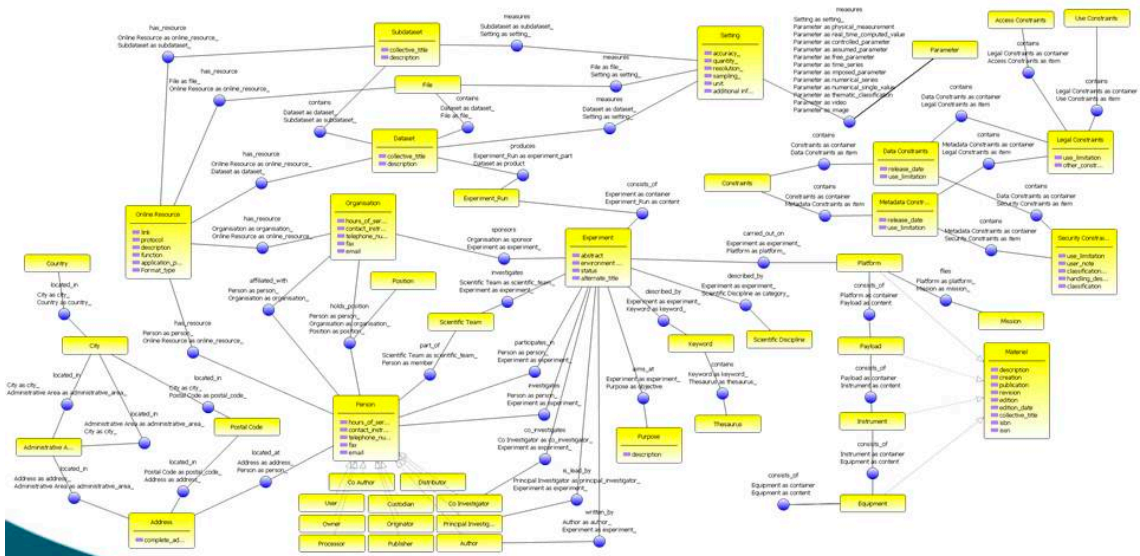 has_resource
Online Resource as online_resource_
Subdataset as subdataset_
Subdataset
collective_title
description
measures
Subdataset as subdataset_
Setting as setting_
Setting
accuracy_
quantity_
resolution_
sampling_
unit
additional inf...
measures
Setting as setting_
Parameter as physical_measurement
Parameter as real_time_computed_value
Parameter as controlled_parameter
Parameter as assumed_parameter
Parameter as free_parameter
Parameter as time_series
Parameter as imposed_parameter
Parameter as numerical_series
Parameter as numerical_single_value
Parameter as thematic_classification
Parameter as video
Parameter as image
Parameter
Access Constraints
Use Constraints
contains
Legal Constraints as container
Access Constraints as item
contains
Legal Constraints as container
Use Constraints as item
has_resource
File as file_
Online Resource as online_resource_
File
measures
File as file_
Setting as setting_
contains
Dataset as dataset_
Subdataset as subdataset_
contains
Dataset as dataset_
File as file_
measures
Dataset as dataset_
Setting as setting_
Dataset
collective_title
description
has_resource
Online Resource as online_resource_
Dataset as dataset_
produces
Experiment_Run as experiment_part
Dataset as product
Experiment_Run
consists_of
Experiment as container
Experiment_Run as content
contains
Data Constraints as container
Legal Constraints as item
contains
Constraints as container
Data Constraints as item
Data Constraints
release_date
use_limitation
contains
Metadata Constraints as container
Legal Constraints as item
Legal Constraints
use_limitation
other_constr...
Constraints
contains
Constraints as container
Metadata Constraints as item
Metadata Constr...
release_date
use_limitation
contains
Data Constraints as container
Security Constraints as item
contains
Metadata Constraints as container
Security Constraints as item
Security Constrai...
use_limitation
user_note
classification...
handling_des...
classification
Online Resource
link
protocol
description
function
application_p...
Format_type
has_resource
Organisation as organisation_
Online Resource as online_resource_
Organisation
hours_of_ser...
contact_instr...
telephone_nu...
fax
email
sponsors
Organisation as sponsor
Experiment as experiment_
Experiment
abstract
environment...
status
alternate_title
carried_out_on
Experiment as experiment_
Platform as platform_
Platform
flies
Platform as platform_
Mission as mission_
Mission
Country
located_in
City as city_
Country as country_
City
affiliated_with
Person as person_
Organisation as organisation_
Position
holds_position
Person as person_
Organisation as organisation_
Position as position_
investigates
Scientific Team as scientific_team_
Experiment as experiment_
Scientific Team
part_of
Scientific Team as scientific_team_
Person as member
described_by
Experiment as experiment_
Keyword as keyword_
described_by
Experiment as experiment_
Scientific Discipline as category_
Scientific Discipline
Keyword
contains
Keyword as keyword_
Thesaurus as thesaurus_
Thesaurus
consists_of
Platform as container
Payload as content
Payload
consists_of
Payload as container
Instrument as content
Instrument
consists_of
Instrument as container
Equipment as content
Equipment
consists_of
Equipment as container
Equipment as content
Materiel
description
creation
publication
revision
edition
edition_date
collective_title
isbn
issn
has_resource
Person as person_
Online Resource as online_resource_
participates_in
Person as person_
Experiment as experiment_
investigates
Person as person_
Experiment as experiment_
co_investigates
Co Investigator as co_investigator_
Experiment as experiment_
is_lead_by
Principal Investigator as principal_investigator_
Experiment as experiment_
written_by
Author as author_
Experiment as experiment_
aims_at
Experiment as experiment_
Purpose as objective
Purpose
description
located_in
City as city_
Administrative Area as administrative_area_
located_in
Administrative Area as administrative_area_
City as city_
located_in
City as city_
Postal Code as postal_code_
Administrative A...
Postal Code
located_in
Address as address_
Administrative Area as administrative_area_
located_in
Postal Code as postal_code_
Address as address_
located_at
Address as address_
Person as person_
Address
complete_ad...
Person
hours_of_ser...
contact_instr...
telephone_nu...
fax
email
Co Author
Distributor
User
Custodian
Co Investigator
Owner
Originator
Principal Investig...
Processor
Publisher
Author